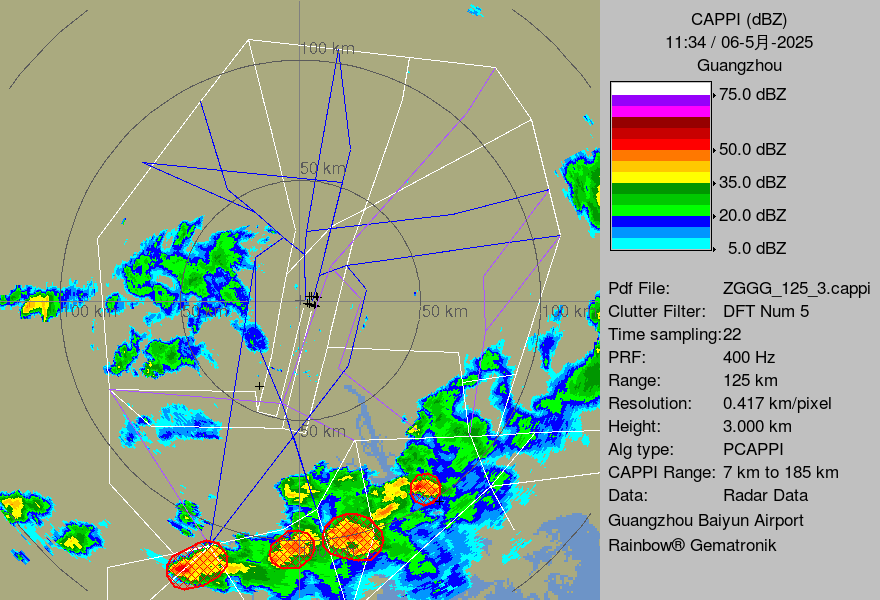 CAPPI (dBZ)
11:34 / 06-5月-2025
Guangzhou
75.0 dBZ
50.0 dBZ
35.0 dBZ
20.0 dBZ
5.0 dBZ
Pdf File: ZGGG_125_3.cappi
Clutter Filter: DFT Num 5
Time sampling:22
PRF: 400 Hz
Range: 125 km
Resolution: 0.417 km/pixel
Height: 3.000 km
Alg type: PCAPPI
CAPPI Range: 7 km to 185 km
Data: Radar Data
Guangzhou Baiyun Airport
Rainbow® Gematronik
100 km
50 km
100 km
50 km
50 km
100 km
50 km